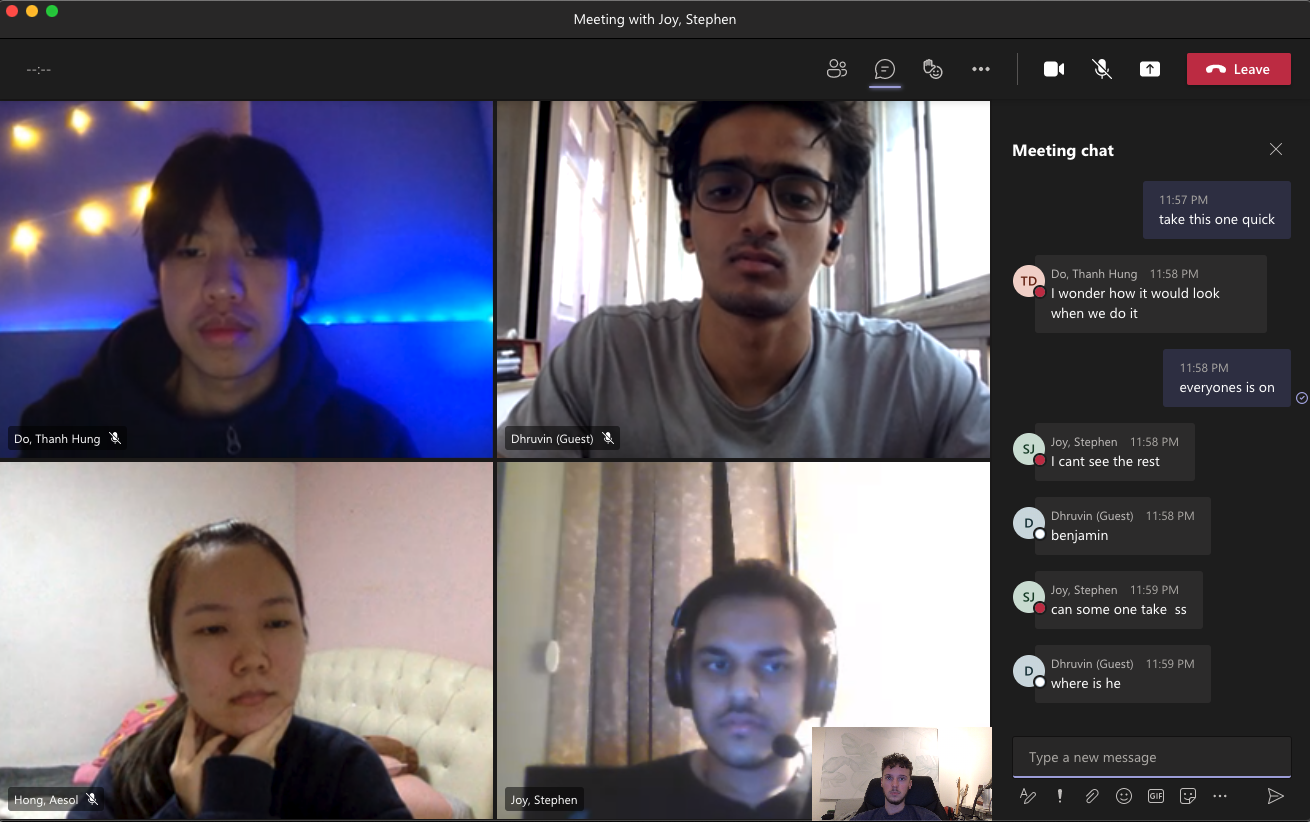 Meeting with Joy, Stephen
--:--
Leave
Do, Thanh Hung
Dhruvin (Guest)
Hong, Aesol
Joy, Stephen
Meeting chat
11:57 PM
take this one quick
TD
Do, Thanh Hung 11:58 PM
I wonder how it would look
when we do it
11:58 PM
everyones is on
SJ
Joy, Stephen 11:58 PM
I cant see the rest
D
Dhruvin (Guest) 11:58 PM
benjamin
SJ
Joy, Stephen 11:59 PM
can some one take  ss
D
Dhruvin (Guest) 11:59 PM
where is he
Type a new message
GIF